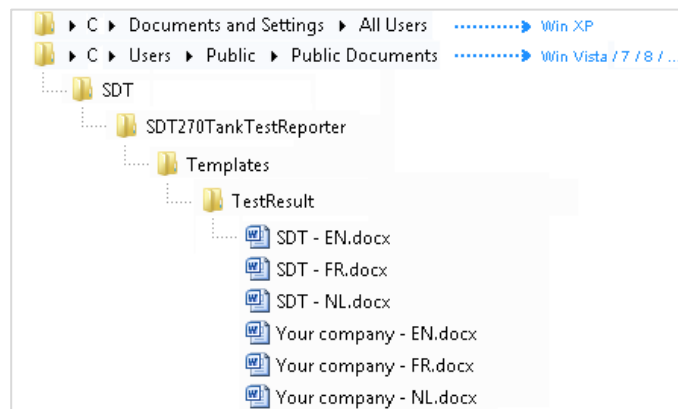 C Documents and Settings All Users Win XP
C Users Public Public Documents Win Vista / 7 / 8 / ...
SDT
SDT270TankTestReporter
Templates
TestResult
SDT - EN.docx
SDT - FR.docx
SDT - NL.docx
Your company - EN.docx
Your company - FR.docx
Your company - NL.docx